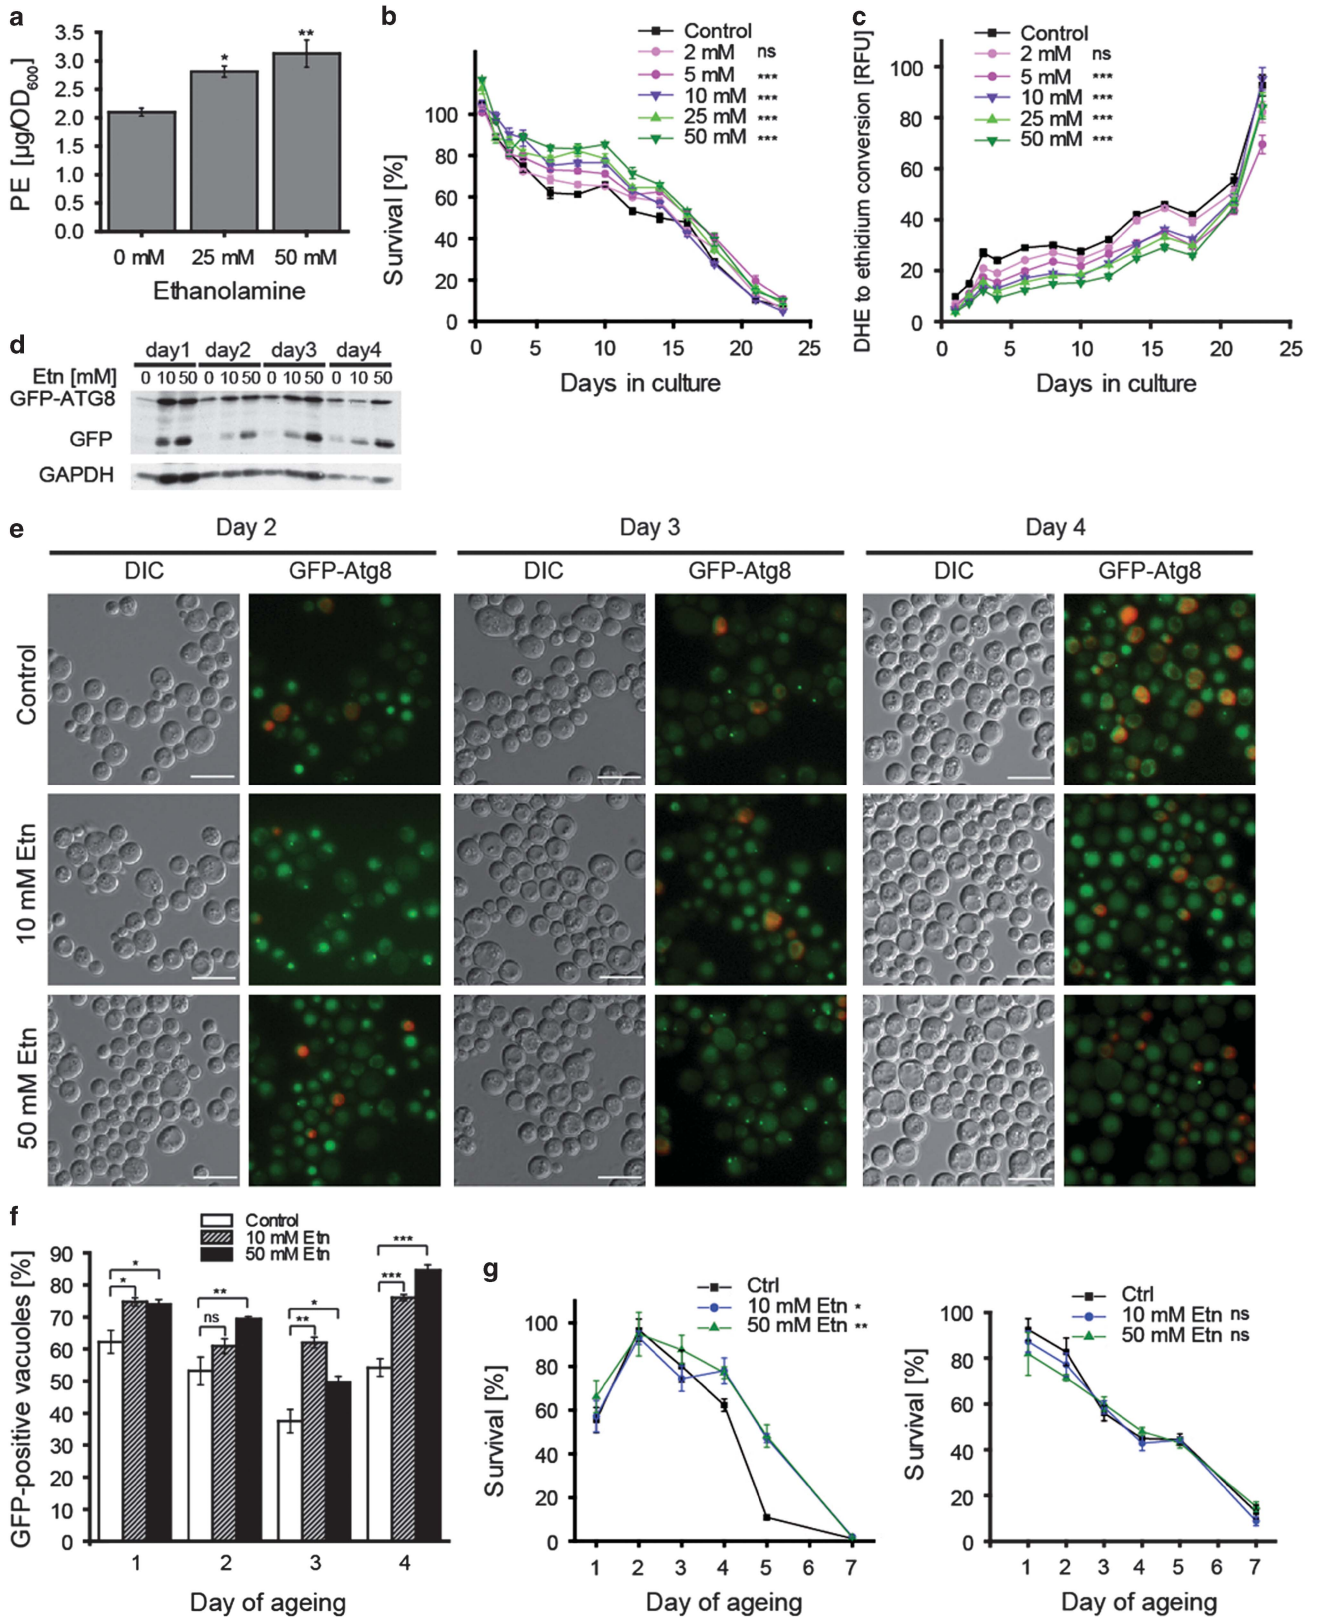 a
PE [µg/OD600]
3.5
3.0
2.5
2.0
1.5
1.0
0.5
0.0
*
**
0 mM 25 mM 50 mM
Ethanolamine
b
Control
2 mM ns
5 mM ***
10 mM ***
25 mM ***
50 mM ***
Survival [%]
100
80
60
40
20
0
0 5 10 15 20 25
Days in culture
c
Control
2 mM ns
5 mM ***
10 mM ***
25 mM ***
50 mM ***
DHE to ethidium conversion [RFU]
100
80
60
40
20
0
0 5 10 15 20 25
Days in culture
d
day1 day2 day3 day4
Etn [mM] 0 10 50 0 10 50 0 10 50 0 10 50
GFP-ATG8
GFP
GAPDH
e
Day 2 Day 3 Day 4
DIC GFP-Atg8 DIC GFP-Atg8 DIC GFP-Atg8
Control
10 mM Etn
50 mM Etn
f
Control
10 mM Etn
50 mM Etn
GFP-positive vacuoles [%]
90
80
70
60
50
40
30
20
10
0
*
*
**
ns
*
**
***
***
1 2 3 4
Day of ageing
g
Ctrl
10 mM Etn *
50 mM Etn **
Survival [%]
100
80
60
40
20
0
1 2 3 4 5 6 7
Day of ageing
Ctrl
10 mM Etn ns
50 mM Etn ns
Survival [%]
100
80
60
40
20
0
1 2 3 4 5 6 7
Day of ageing